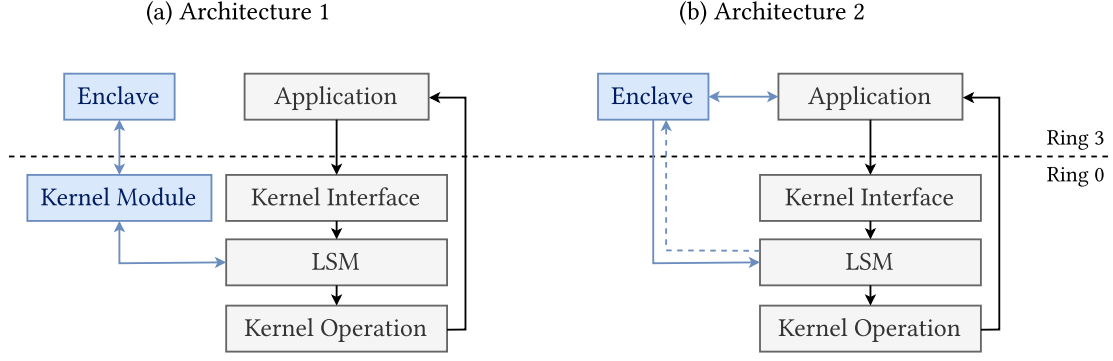 (a) Architecture 1
(b) Architecture 2
Enclave
Application
Enclave
Application
Ring 3
Ring 0
Kernel Module
Kernel Interface
Kernel Interface
LSM
LSM
Kernel Operation
Kernel Operation